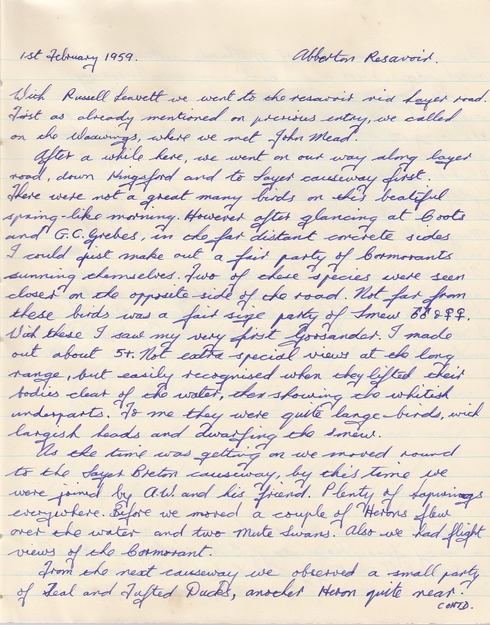 1st February 1959. Abberton Resavoir.
With Russell Leavett we went to the resavoir mid Layer road.
First as already mentioned on previous entry, we called
on the Waawings, where we met John Mead.
After a while here, we went on our way along layer
road, down Kingsford and to Layer causeway first.
There were not a great many birds on this beatiful
spring-like morning. However after glancing at Coots
and G.C. Grebes, in the far distant concrete sides
I could just make out a fair party of Cormorants
sunning themselves. Two of these species were seen
closer on the opposite side of the road. Not far from
these birds was a fair size party of Smew ♂♂ & ♀♀.
With these I saw my very first Goosander. I made
out about 5+. Not extra special views at the long
range, but easily recognised when they lifted their
bodies clear of the water, then showing the whitish
underparts. To me they were quite large birds, with
largish heads and dwarfing the Smew.
As the time was getting on we moved round
to the Layer Breton causeway, by this time we
were joined by A.W. and his friend. Plenty of Lapwings
everywhere. Before we moved a couple of Herons flew
over the water and two Mute Swans. Also we had flight
views of the Cormorant.
From the next causeway we observed a small party
of Teal and Tufted Ducks, another Heron quite near.
CONTD.